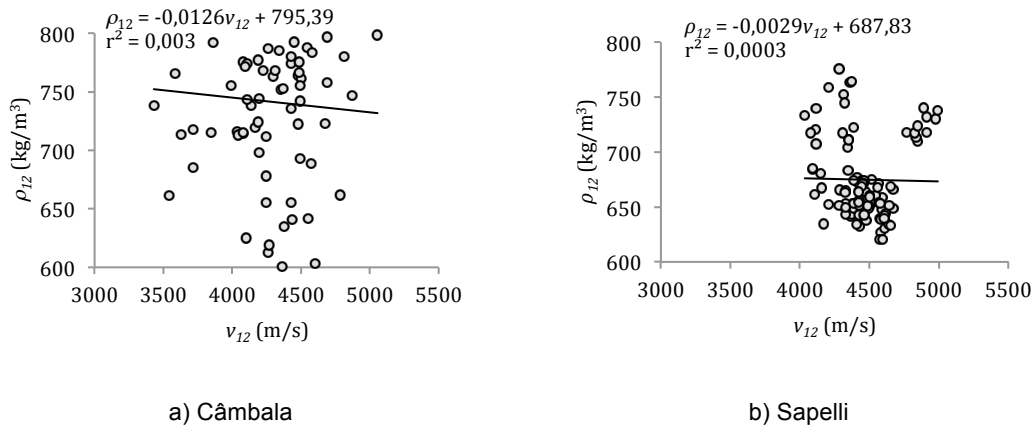 ρ12 = -0,0126v12 + 795,39
r² = 0,003
800
750
700
650
600
3000 3500 4000 4500 5000 5500
ρ12 (kg/m³)
v12 (m/s)
a) Câmbala
ρ12 = -0,0029v12 + 687,83
r² = 0,0003
800
750
700
650
600
3000 3500 4000 4500 5000 5500
ρ12 (kg/m³)
v12 (m/s)
b) Sapelli